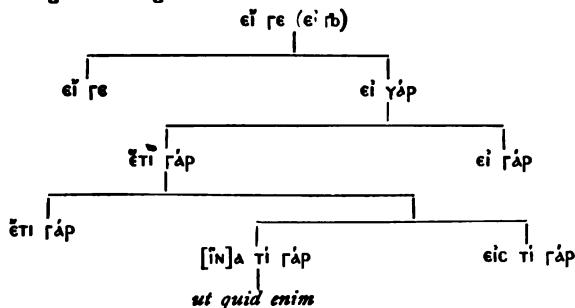 εἴ γε (εἰ γὰ)
εἴ γε εἰ γάρ
ἔτι γάρ εἰ γάρ
ἔτι γάρ
[ἵν]α τί γάρ εἰς τί γάρ
ut quid enim